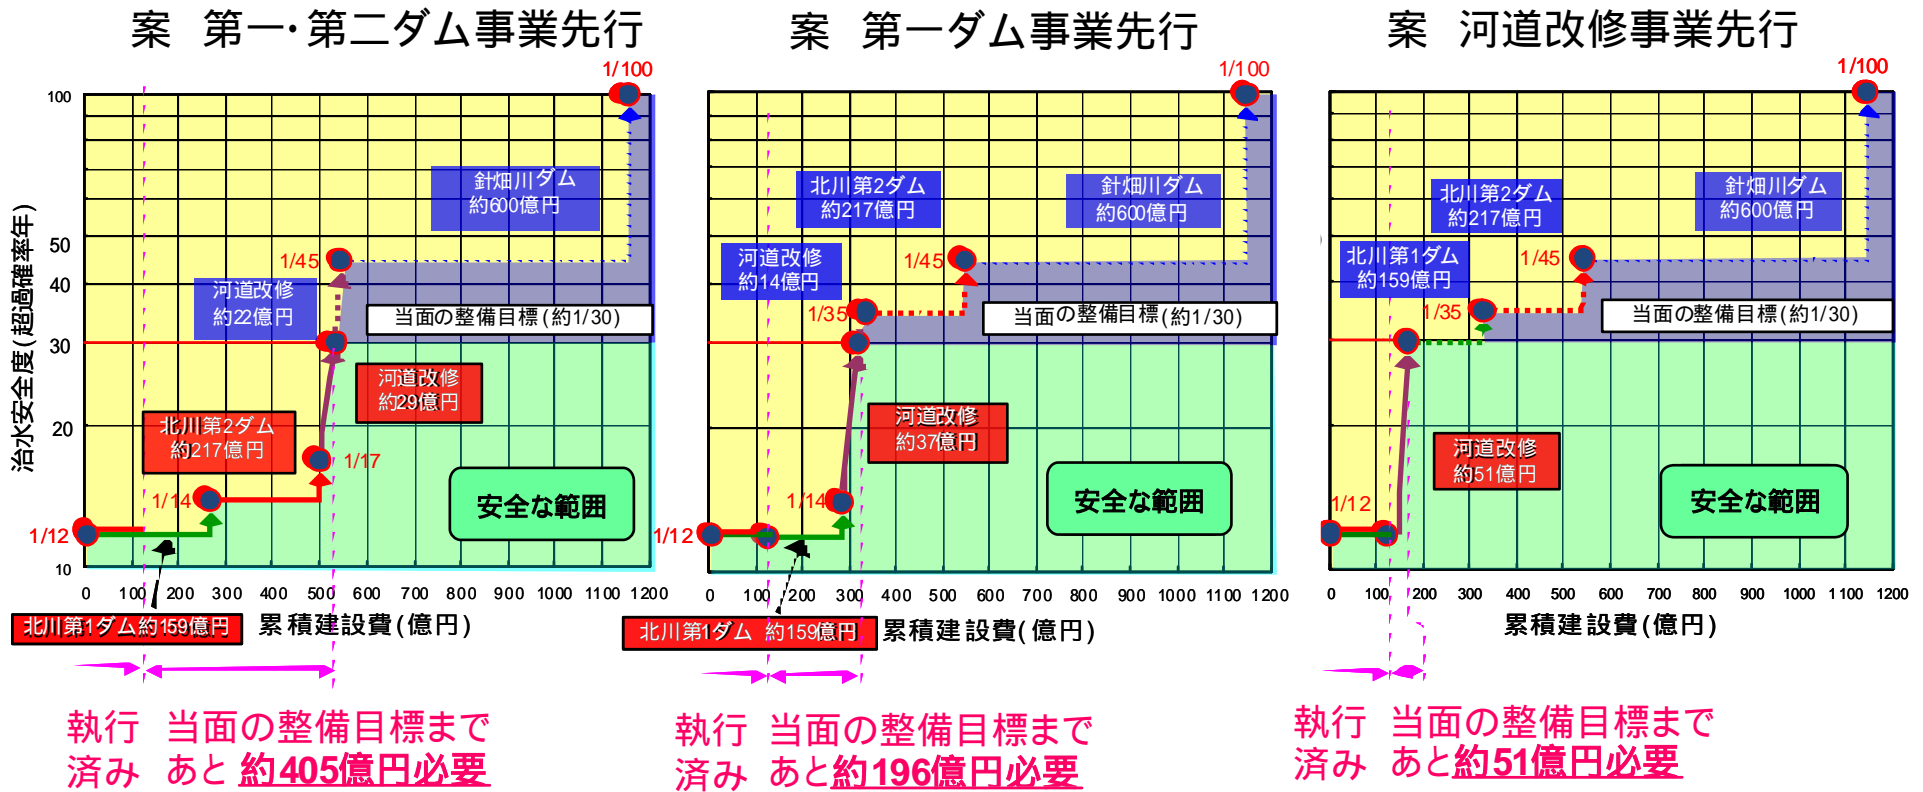 案 第一・第二ダム事業先行
1/100
100
50
40
30
20
10
治水安全度(超過確率年)
針畑川ダム
約600億円
1/45
河道改修
約22億円
当面の整備目標(約1/30)
河道改修
約29億円
北川第2ダム
約217億円
1/17
1/14
安全な範囲
1/12
0 100 200 300 400 500 600 700 800 900 1000 1100 1200
北川第1ダム約159億円
累積建設費(億円)
執行済み
当面の整備目標まで
あと約405億円必要
案 第一ダム事業先行
1/100
北川第2ダム
約217億円
針畑川ダム
約600億円
河道改修
約14億円
1/45
1/35
当面の整備目標(約1/30)
河道改修
約37億円
1/14
安全な範囲
1/12
0 100 200 300 400 500 600 700 800 900 1000 1100 1200
北川第1ダム 約159億円
累積建設費(億円)
執行済み
当面の整備目標まで
あと約196億円必要
案 河道改修事業先行
1/100
北川第2ダム
約217億円
針畑川ダム
約600億円
北川第1ダム
約159億円
1/45
1/35
当面の整備目標(約1/30)
河道改修
約51億円
安全な範囲
1/12
0 100 200 300 400 500 600 700 800 900 1000 1100 1200
累積建設費(億円)
執行済み
当面の整備目標まで
あと約51億円必要